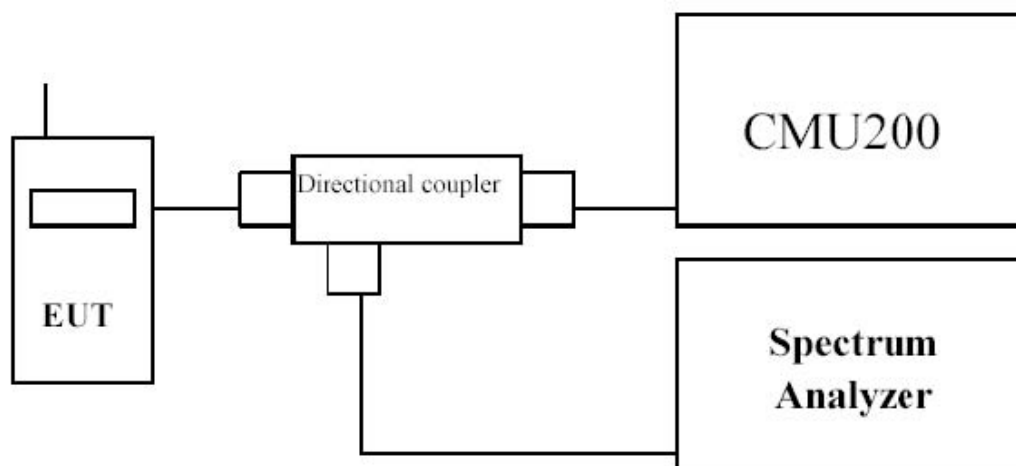 CMU200
Directional coupler
EUT
Spectrum
Analyzer